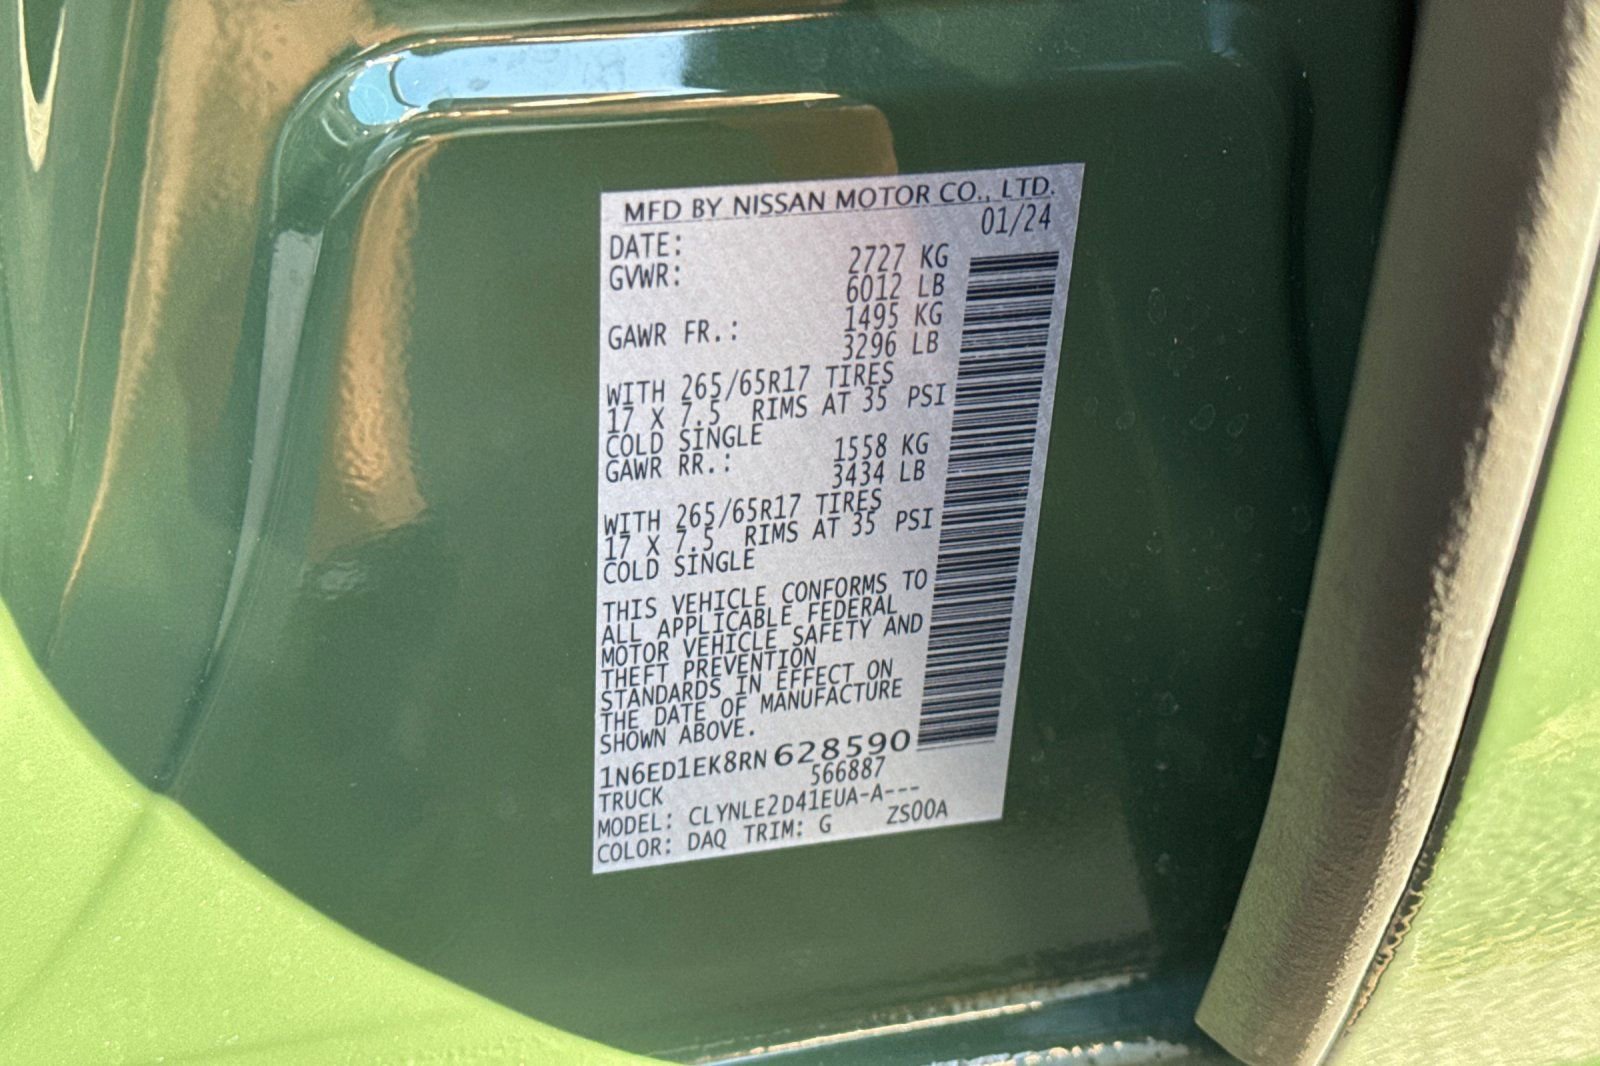 MFD BY NISSAN MOTOR CO., LTD.
DATE: 01/24
GVWR: 2727 KG
6012 LB
GAWR FR.: 1495 KG
3296 LB
WITH 265/65R17 TIRES
17 X 7.5 RIMS AT 35 PSI
COLD SINGLE
GAWR RR.: 1558 KG
3434 LB
WITH 265/65R17 TIRES
17 X 7.5 RIMS AT 35 PSI
COLD SINGLE
THIS VEHICLE CONFORMS TO
ALL APPLICABLE FEDERAL
MOTOR VEHICLE SAFETY AND
THEFT PREVENTION
STANDARDS IN EFFECT ON
THE DATE OF MANUFACTURE
SHOWN ABOVE.
1N6ED1EK8RN 628590
TRUCK 566887
MODEL: CLYNLE2D41EUA-A---
COLOR: DAQ TRIM: G ZS00A